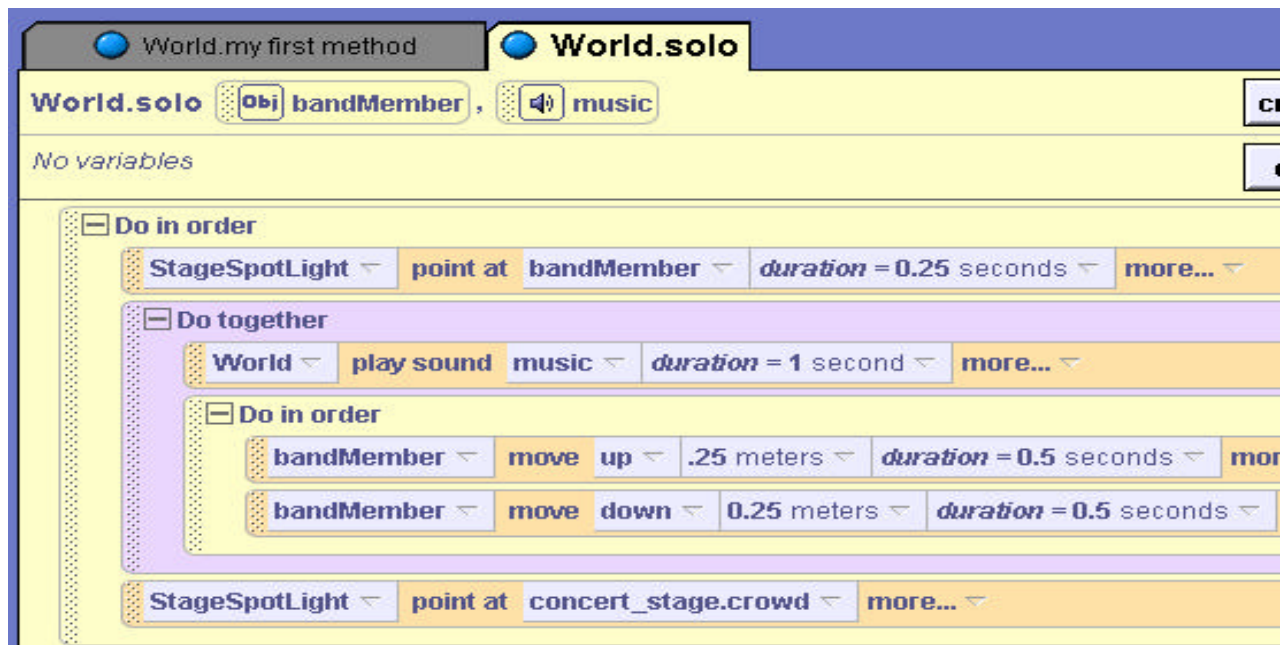 World.my first method World.solo
World.solo Obj bandMember, music
No variables
Do in order
StageSpotLight point at bandMember duration = 0.25 seconds more...
Do together
World play sound music duration = 1 second more...
Do in order
bandMember move up .25 meters duration = 0.5 seconds mor
bandMember move down 0.25 meters duration = 0.5 seconds
StageSpotLight point at concert_stage.crowd more...